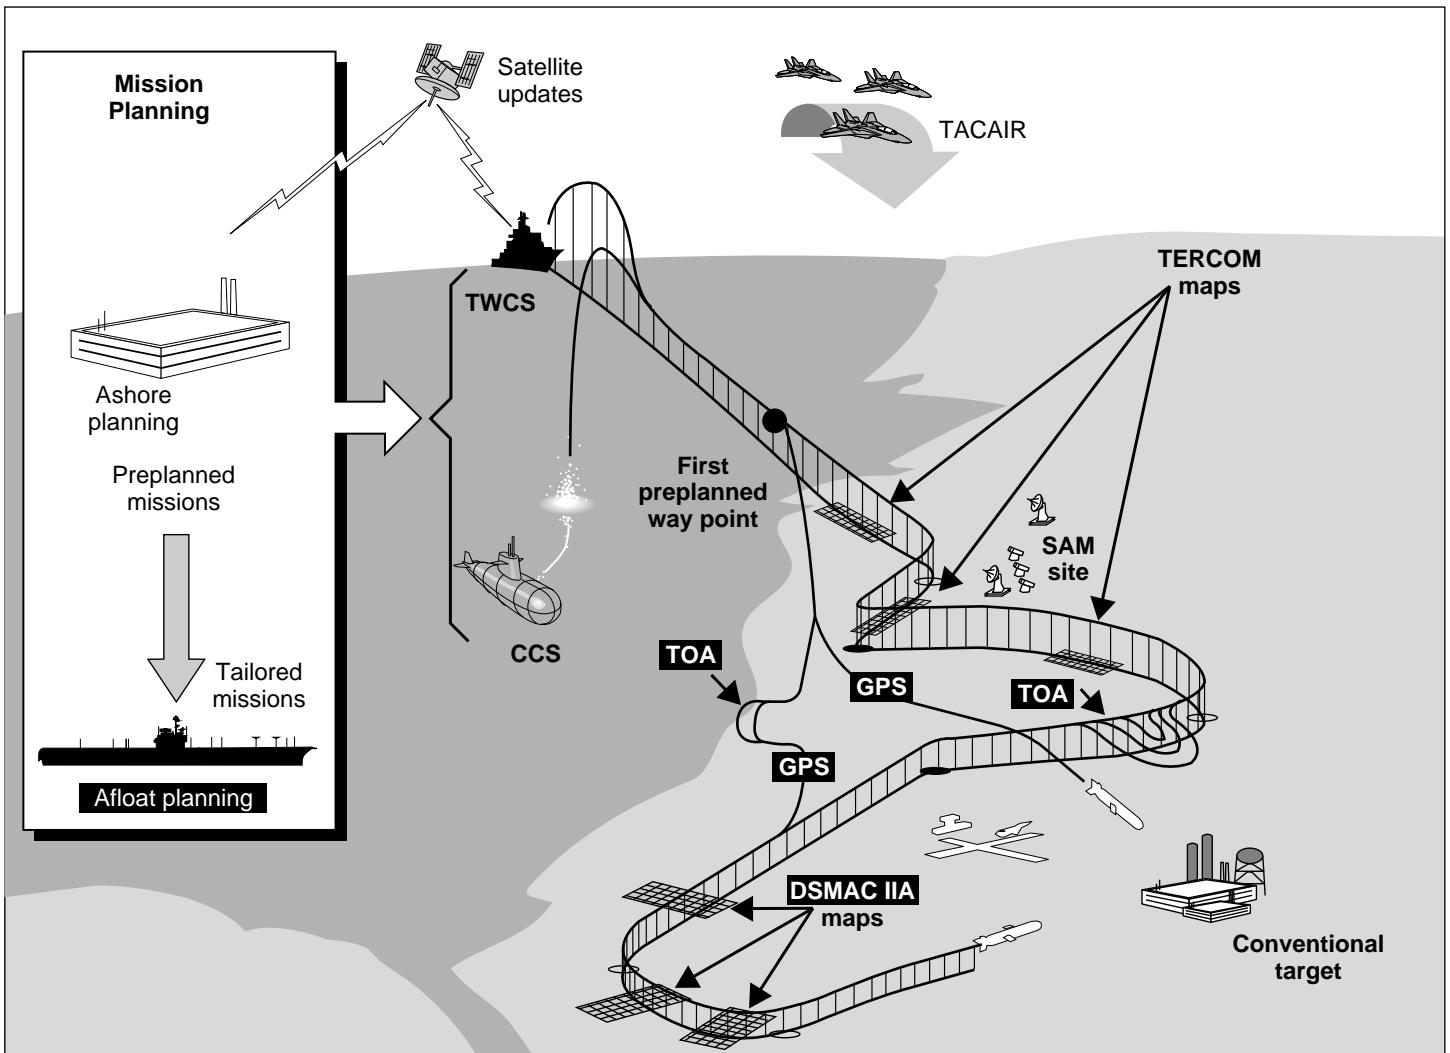 Mission
Planning
Satellite
updates
TACAIR
TERCOM
maps
TWCS
Ashore
planning
Preplanned
missions
First
preplanned
way point
SAM
site
CCS
TOA
GPS
TOA
Tailored
missions
GPS
Afloat planning
DSMAC IIA
maps
Conventional
target